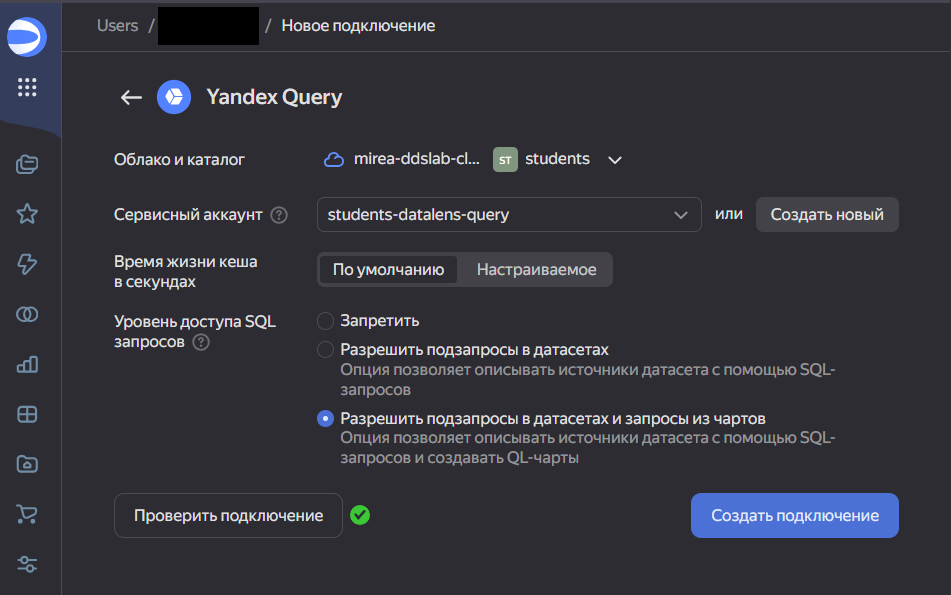 Users / / Новое подключение
Yandex Query
Облако и каталог mirea-ddslab-cl... ST students
Сервисный аккаунт ? students-datalens-query или Создать новый
Время жизни кеша
в секундах
По умолчанию Настраиваемое
Уровень доступа SQL
запросов ?
Запретить
Разрешить подзапросы в датасетах
Опция позволяет описывать источники датасета с помощью SQL-
запросов
Разрешить подзапросы в датасетах и запросы из чартов
Опция позволяет описывать источники датасета с помощью SQL-
запросов и создавать QL-чарты
Проверить подключение Создать подключение